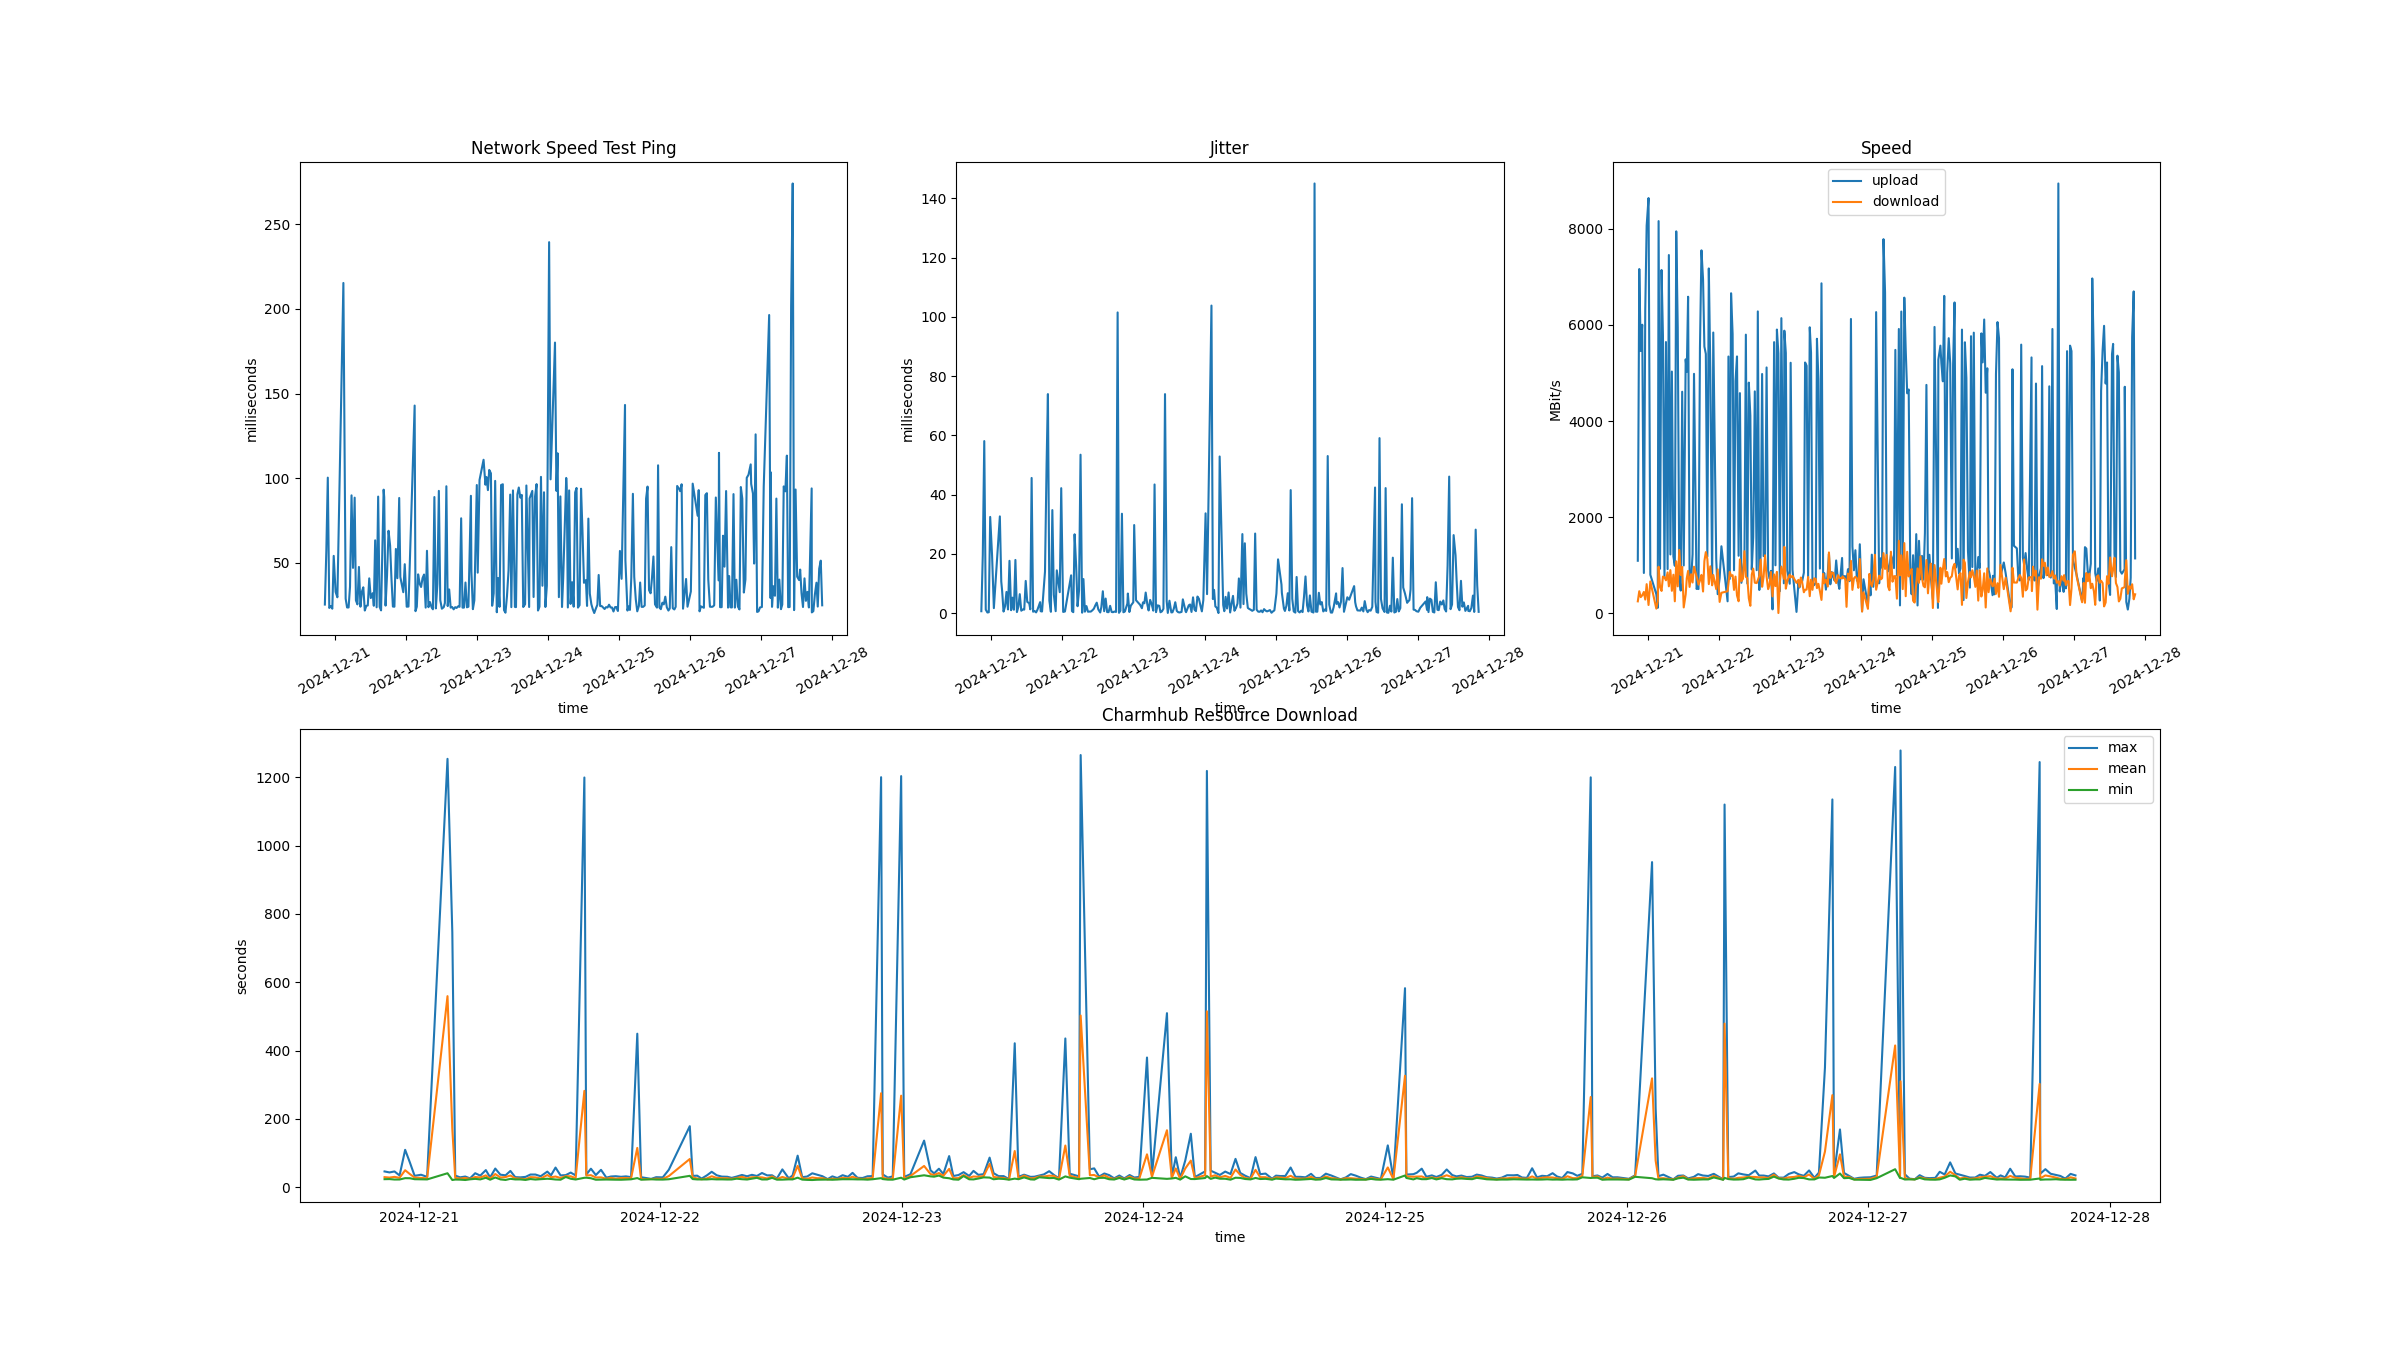 Network Speed Test Ping
milliseconds
250
200
150
100
50
2024-12-21 2024-12-22 2024-12-23 2024-12-24 2024-12-25 2024-12-26 2024-12-27 2024-12-28
time
Jitter
milliseconds
140
120
100
80
60
40
20
0
2024-12-21 2024-12-22 2024-12-23 2024-12-24 2024-12-25 2024-12-26 2024-12-27 2024-12-28
time
Speed
upload
download
MBit/s
8000
6000
4000
2000
0
2024-12-21 2024-12-22 2024-12-23 2024-12-24 2024-12-25 2024-12-26 2024-12-27 2024-12-28
time
Charmhub Resource Download
max
mean
min
seconds
1200
1000
800
600
400
200
0
2024-12-21 2024-12-22 2024-12-23 2024-12-24 2024-12-25 2024-12-26 2024-12-27 2024-12-28
time